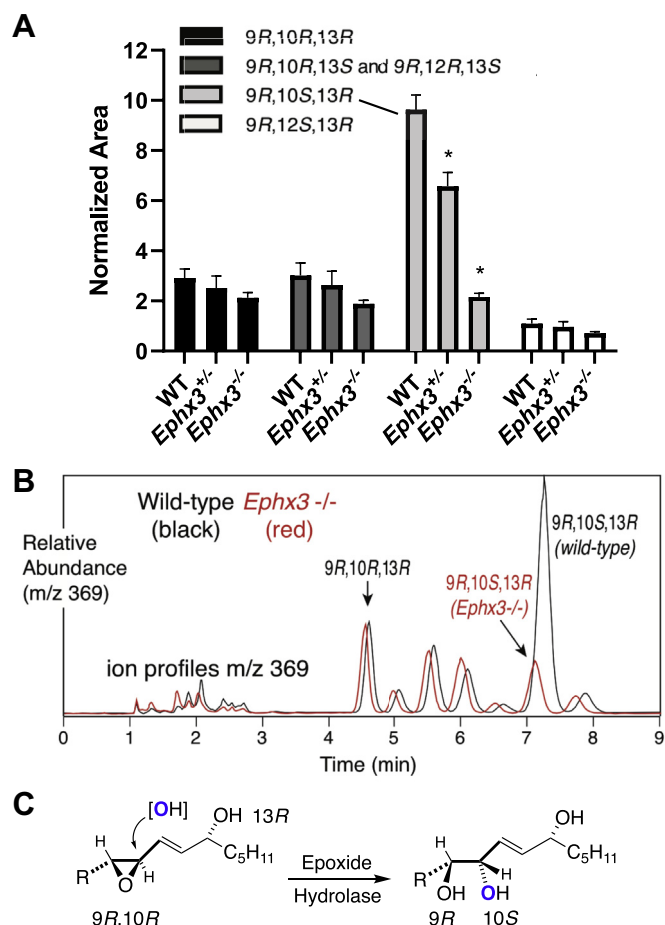 A
9R,10R,13R
9R,10R,13S and 9R,12R,13S
9R,10S,13R
9R,12S,13R
Normalized Area
12
10
8
6
4
2
0
*
*
WT
Ephx3+/-
Ephx3-/-
WT
Ephx3+/-
Ephx3-/-
WT
Ephx3+/-
Ephx3-/-
WT
Ephx3+/-
Ephx3-/-
B
Wild-type Ephx3 -/-
(black) (red)
Relative
Abundance
(m/z 369)
9R,10R,13R
9R,10S,13R
(wild-type)
9R,10S,13R
(Ephx3-/-)
ion profiles m/z 369
0 1 2 3 4 5 6 7 8 9
Time (min)
C
[OH]
OH 13R
H
C5H11
R
O
H
9R,10R
Epoxide
Hydrolase
OH
H
C5H11
R
H
OH
OH
9R 10S